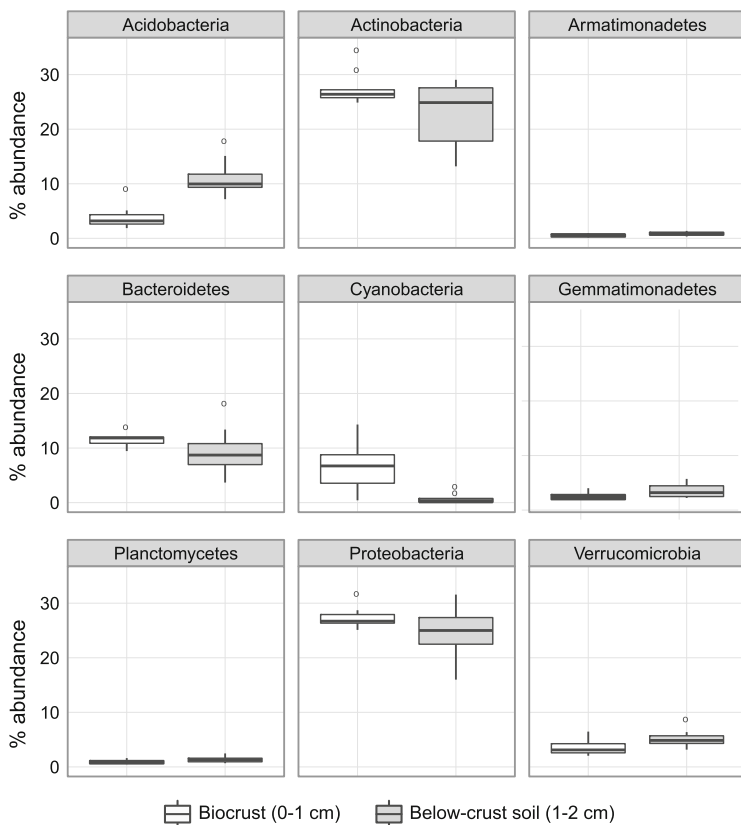 Acidobacteria Actinobacteria Armatimonadetes
% abundance
30
20
10
0
Bacteroidetes Cyanobacteria Gemmatimonadetes
% abundance
30
20
10
0
Planctomycetes Proteobacteria Verrucomicrobia
% abundance
30
20
10
0
Biocrust (0-1 cm) Below-crust soil (1-2 cm)